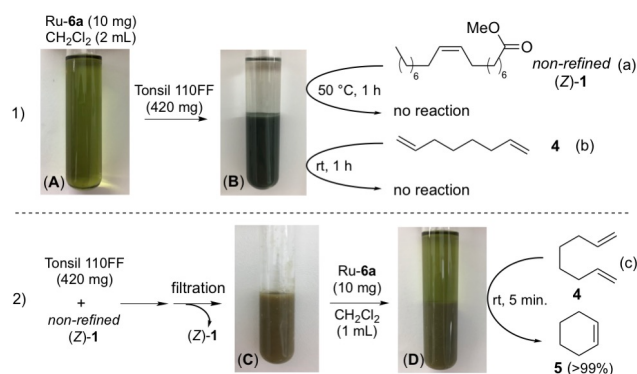 Ru-6a (10 mg)
CH2Cl2 (2 mL)
1)
(A)
Tonsil 110FF
(420 mg)
(B)
MeO
O
( )6
( )6
non-refined (a)
(Z)-1
50 °C, 1 h
no reaction
4 (b)
rt, 1 h
no reaction
2)
Tonsil 110FF
(420 mg)
+
non-refined
(Z)-1
filtration
(Z)-1
(C)
Ru-6a
(10 mg)
CH2Cl2
(1 mL)
(D)
(c)
4
rt, 5 min.
5 (>99%)